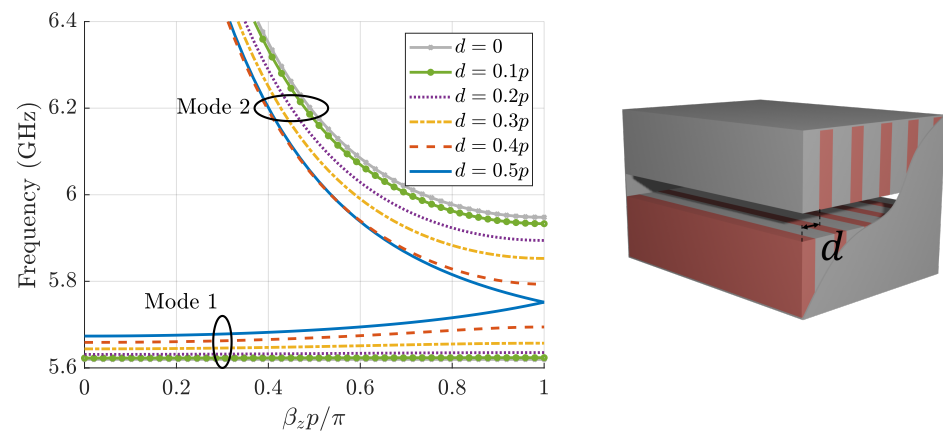 6.4
6.2
6
5.8
5.6
Frequency (GHz)
0
0.2
0.4
0.6
0.8
1
β_z p/π
Mode 2
Mode 1
d = 0
d = 0.1p
d = 0.2p
d = 0.3p
d = 0.4p
d = 0.5p
d